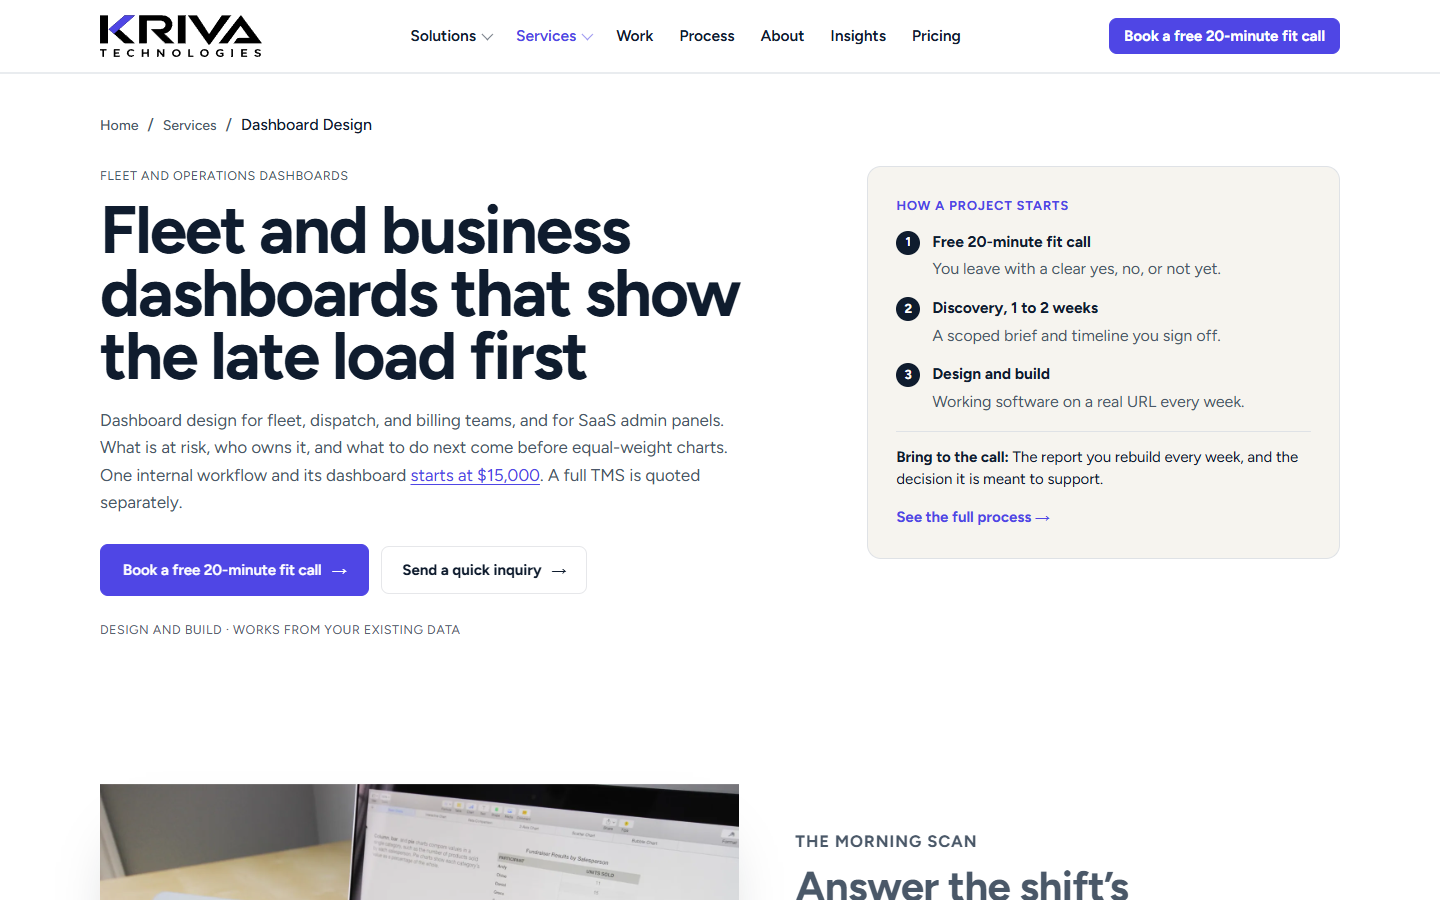 KRIVA
TECHNOLOGIES
Solutions
Services
Work
Process
About
Insights
Pricing
Book a free 20-minute fit call
Home / Services / Dashboard Design
FLEET AND OPERATIONS DASHBOARDS
Fleet and business
dashboards that show
the late load first
Dashboard design for fleet, dispatch, and billing teams, and for SaaS admin panels.
What is at risk, who owns it, and what to do next come before equal-weight charts.
One internal workflow and its dashboard starts at $15,000. A full TMS is quoted
separately.
Book a free 20-minute fit call →
Send a quick inquiry →
DESIGN AND BUILD · WORKS FROM YOUR EXISTING DATA
HOW A PROJECT STARTS
1 Free 20-minute fit call
You leave with a clear yes, no, or not yet.
2 Discovery, 1 to 2 weeks
A scoped brief and timeline you sign off.
3 Design and build
Working software on a real URL every week.
Bring to the call: The report you rebuild every week, and the
decision it is meant to support.
See the full process →
Fundraiser Results by Salesperson
PARTICIPANT
UNITS SOLD
THE MORNING SCAN
Answer the shift's